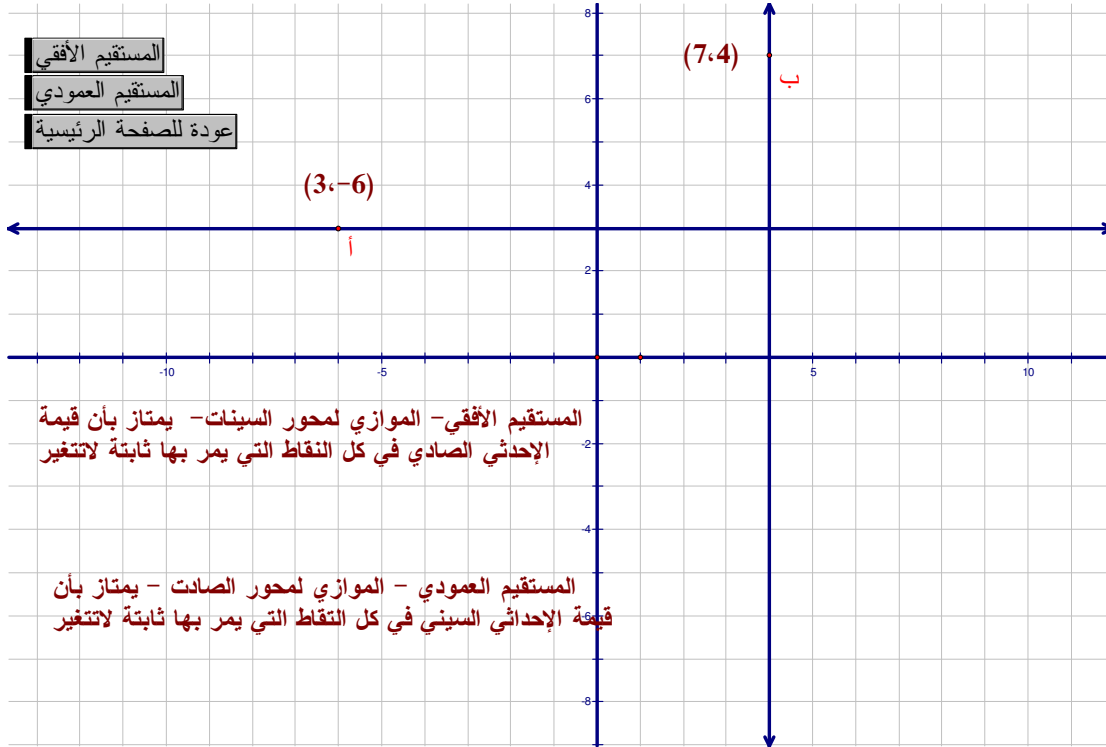 المستقيم الأفقي
المستقيم العمودي
عودة للصفحة الرئيسية
(7،4)
ب
(3،-6)
أ
8
6
4
2
-2
-4
-6
-8
-10
-5
5
10
المستقيم الأفقي- الموازي لمحور السينات- يمتاز بأن قيمة
الإحدثي الصادي في كل النقاط التي يمر بها ثابتة لاتتغير
المستقيم العمودي - الموازي لمحور الصادت - يمتاز بأن
قيمة الإحداثي السيني في كل التقاط التي يمر بها ثابتة لاتتغير